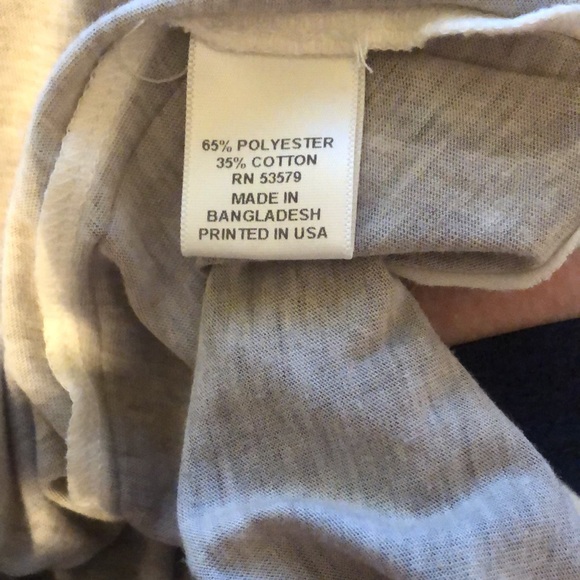 65% POLYESTER
35% COTTON
RN 53579
MADE IN
BANGLADESH
PRINTED IN USA